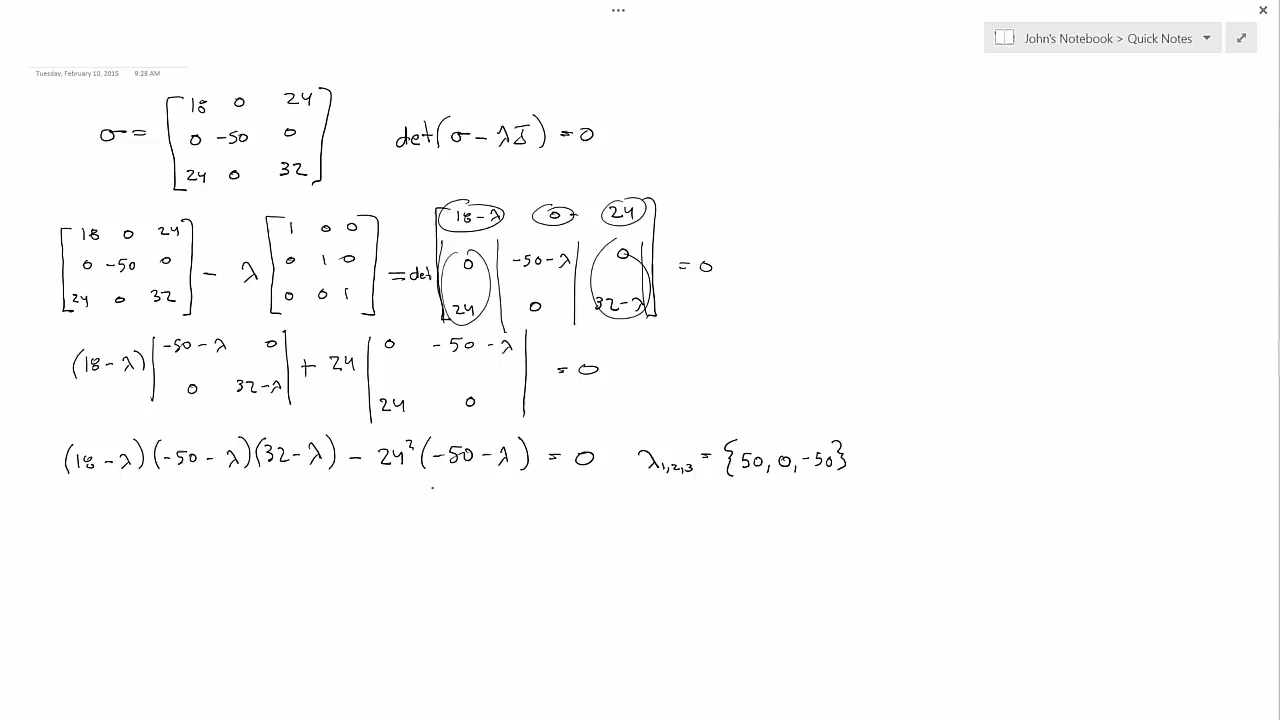 John's Notebook > Quick Notes
Tuesday, February 10, 2015 9:28 AM
σ = [18 0 24
0 -50 0
24 0 32] det(σ - λI) = 0
[18 0 24
0 -50 0
24 0 32] - λ [1 0 0
0 1 0
0 0 1] = det [18-λ 0 24
0 -50-λ 0
24 0 32-λ] = 0
(18-λ) |-50-λ 0
0 32-λ| + 24 |0 -50-λ
24 0| = 0
(18-λ)(-50-λ)(32-λ) - 24²(-50-λ) = 0 λ1,2,3 = {50, 0, -50}